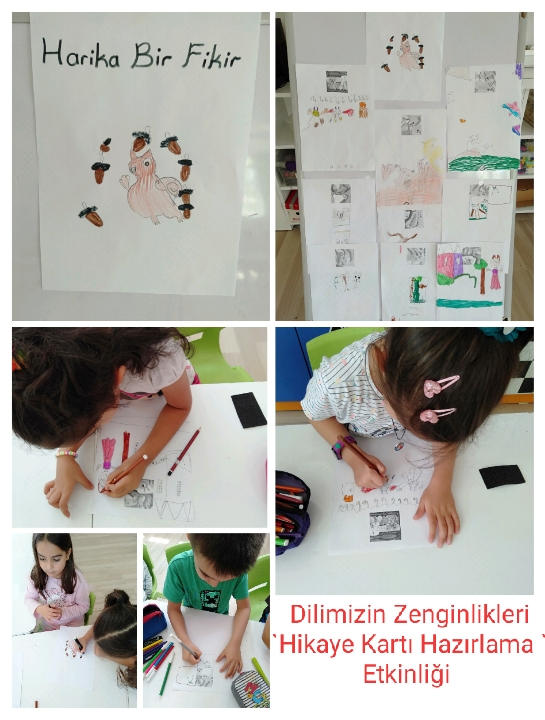 Harika Bir Fikir
Dilimizin Zenginlikleri
`Hikaye Kartı Hazırlama `
Etkinliği